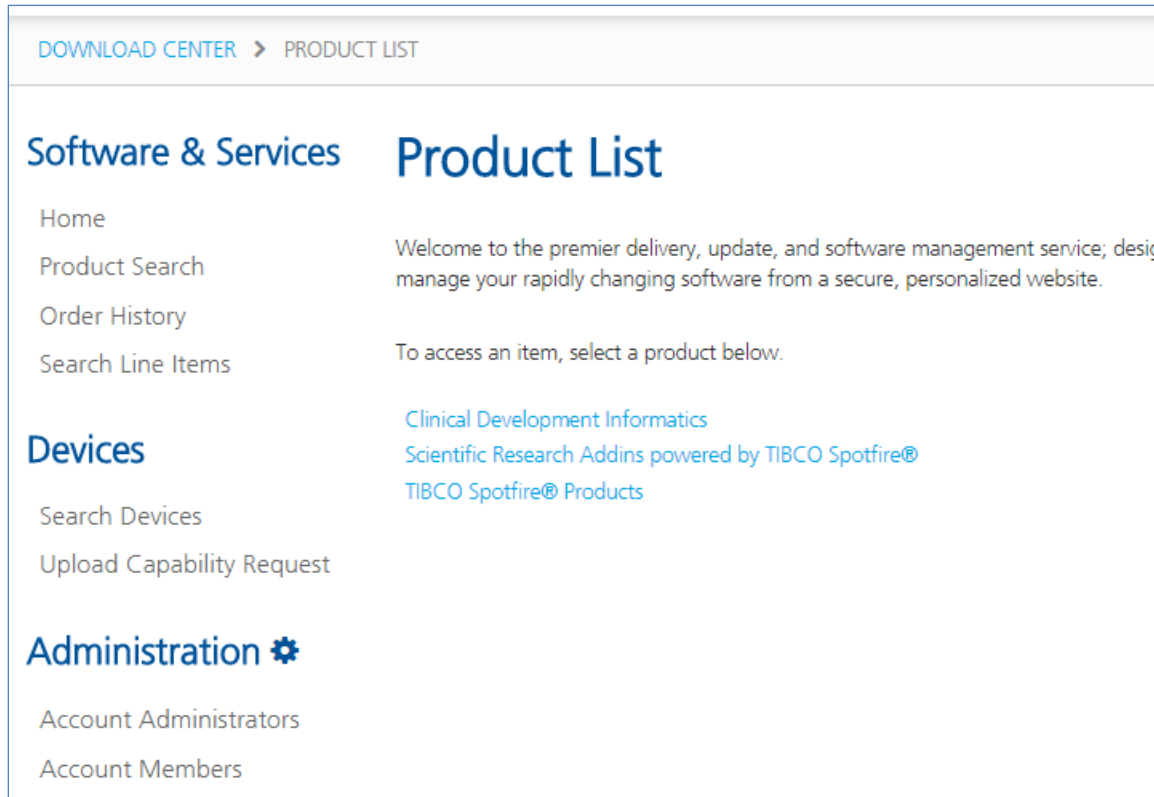 DOWNLOAD CENTER > PRODUCT LIST
Software & Services
Home
Product Search
Order History
Search Line Items
Devices
Search Devices
Upload Capability Request
Administration
Account Administrators
Account Members
Product List
Welcome to the premier delivery, update, and software management service;
manage your rapidly changing software from a secure, personalized website.
To access an item, select a product below.
Clinical Development Informatics
Scientific Research Addins powered by TIBCO Spotfire®
TIBCO Spotfire® Products